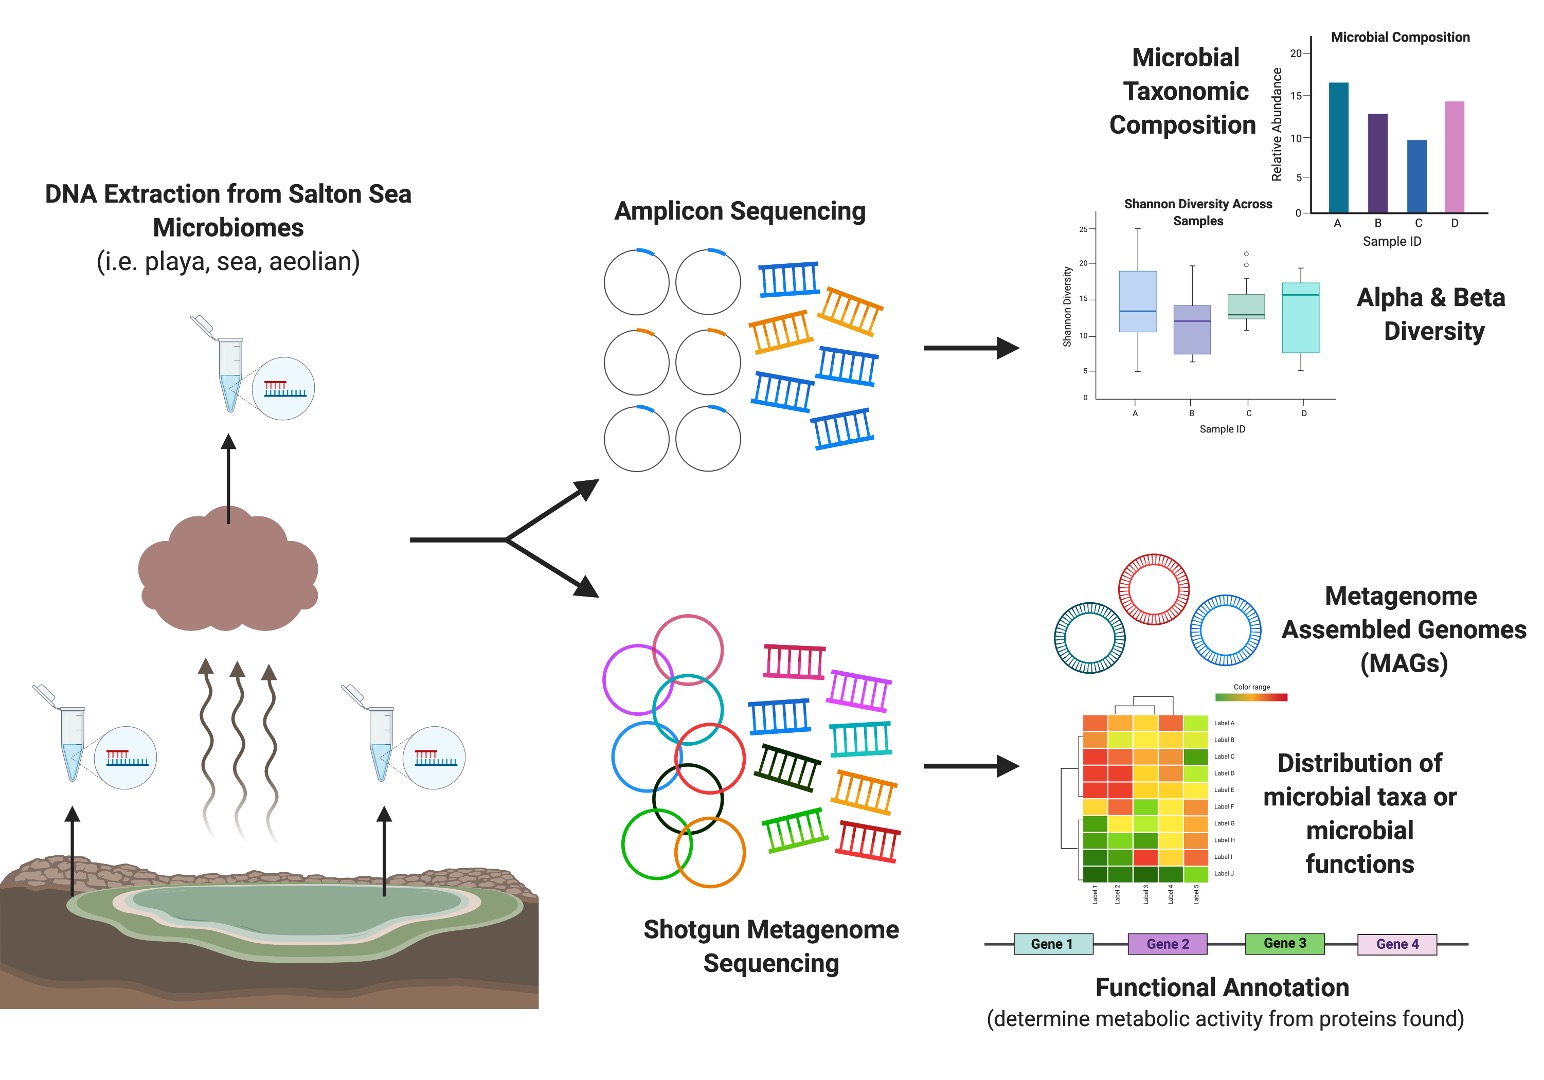 DNA Extraction from Salton Sea
Microbiomes
(i.e. playa, sea, aeolian)
Amplicon Sequencing
Shotgun Metagenome
Sequencing
Microbial
Taxonomic
Composition
Microbial Composition
Relative Abundance
20
15
10
5
0
A B C D
Sample ID
Shannon Diversity Across
Samples
Shannon Diversity
25
20
15
10
5
0
A B C D
Sample ID
Alpha & Beta
Diversity
Metagenome
Assembled Genomes
(MAGs)
Color range
Label A
Label B
Label C
Label D
Label E
Label F
Label G
Label H
Label I
Label J
Label 1
Label 2
Label 3
Label 4
Label 5
Distribution of
microbial taxa or
microbial
functions
Gene 1 Gene 2 Gene 3 Gene 4
Functional Annotation
(determine metabolic activity from proteins found)